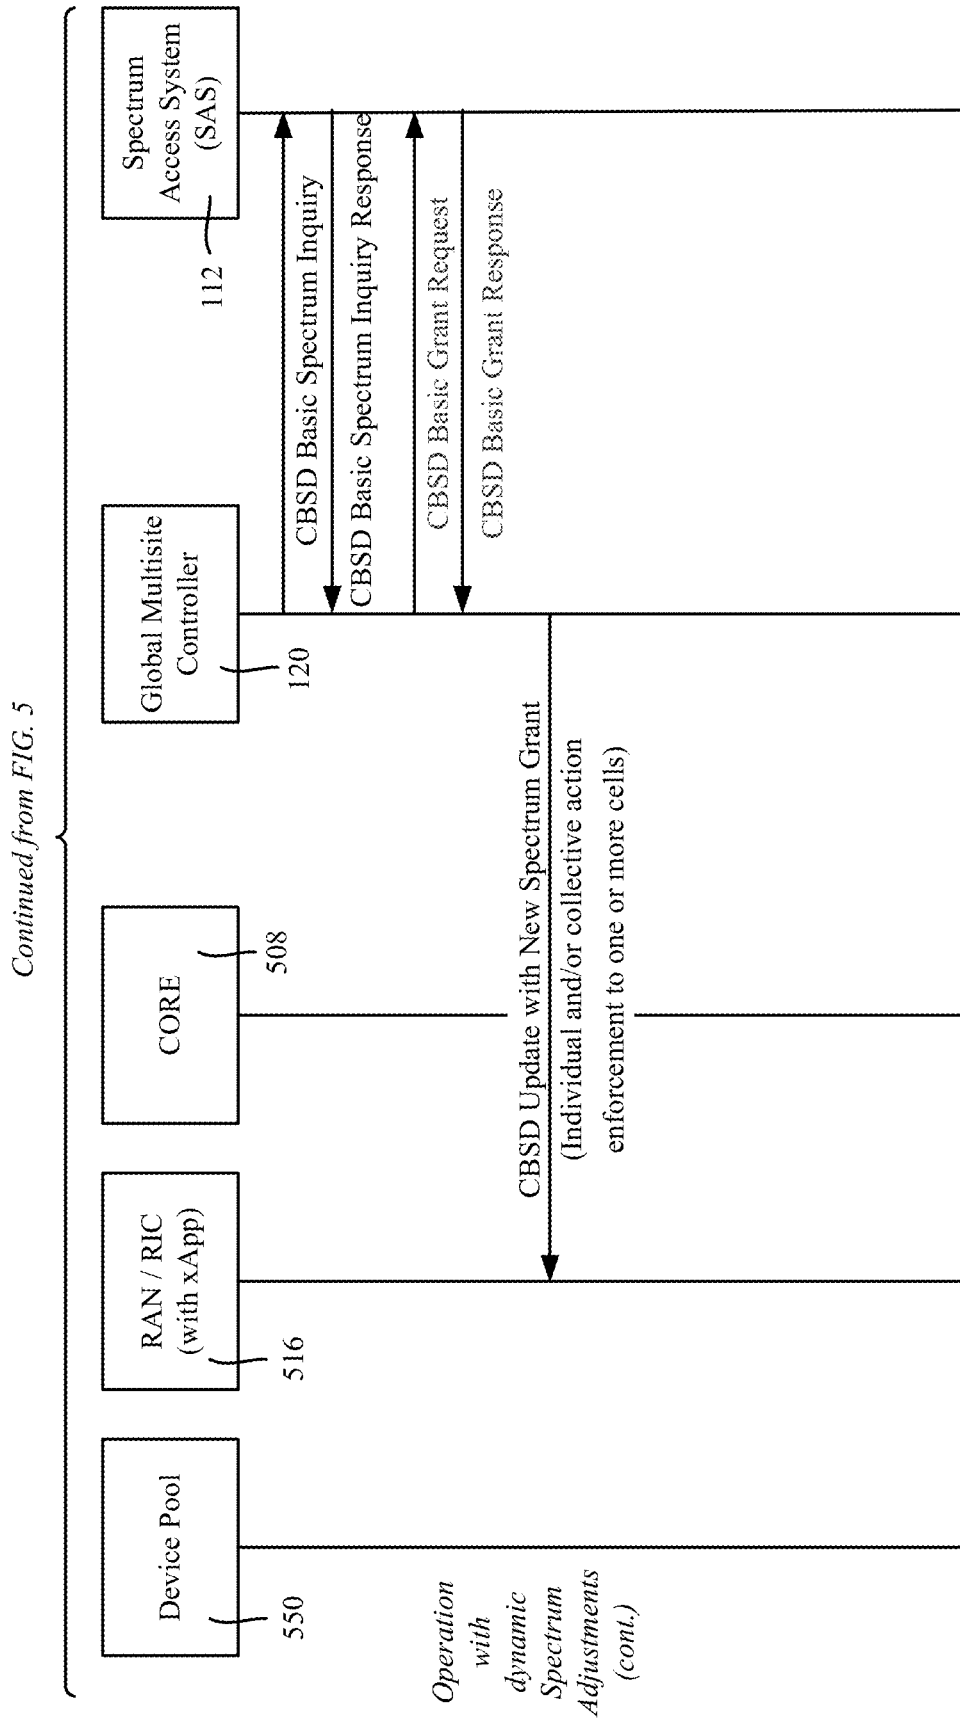 Continued from FIG. 5
Device Pool
550
RAN / RIC
(with xApp)
516
CORE
508
Global Multisite
Controller
120
Spectrum
Access System
(SAS)
112
Operation
with
dynamic
Spectrum
Adjustments
(cont.)
CBSD Basic Spectrum Inquiry
CBSD Basic Spectrum Inquiry Response
CBSD Basic Grant Request
CBSD Basic Grant Response
CBSD Update with New Spectrum Grant
(Individual and/or collective action
enforcement to one or more cells)